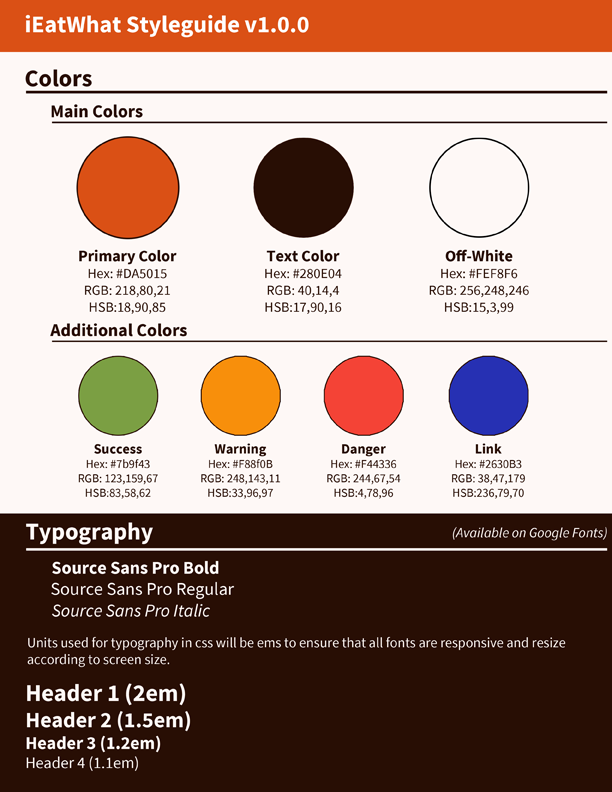 iEatWhat Styleguide v1.0.0
Colors
Main Colors
Primary Color
Hex: #DA5015
RGB: 218,80,21
HSB:18,90,85
Text Color
Hex: #280E04
RGB: 40,14,4
HSB:17,90,16
Off-White
Hex: #FEF8F6
RGB: 256,248,246
HSB:15,3,99
Additional Colors
Success
Hex: #7b9f43
RGB: 123,159,67
HSB:83,58,62
Warning
Hex: #F88f0B
RGB: 248,143,11
HSB:33,96,97
Danger
Hex: #F44336
RGB: 244,67,54
HSB:4,78,96
Link
Hex: #2630B3
RGB: 38,47,179
HSB:236,79,70
Typography
(Available on Google Fonts)
Source Sans Pro Bold
Source Sans Pro Regular
Source Sans Pro Italic
Units used for typography in css will be ems to ensure that all fonts are responsive and resize
according to screen size.
Header 1 (2em)
Header 2 (1.5em)
Header 3 (1.2em)
Header 4 (1.1em)